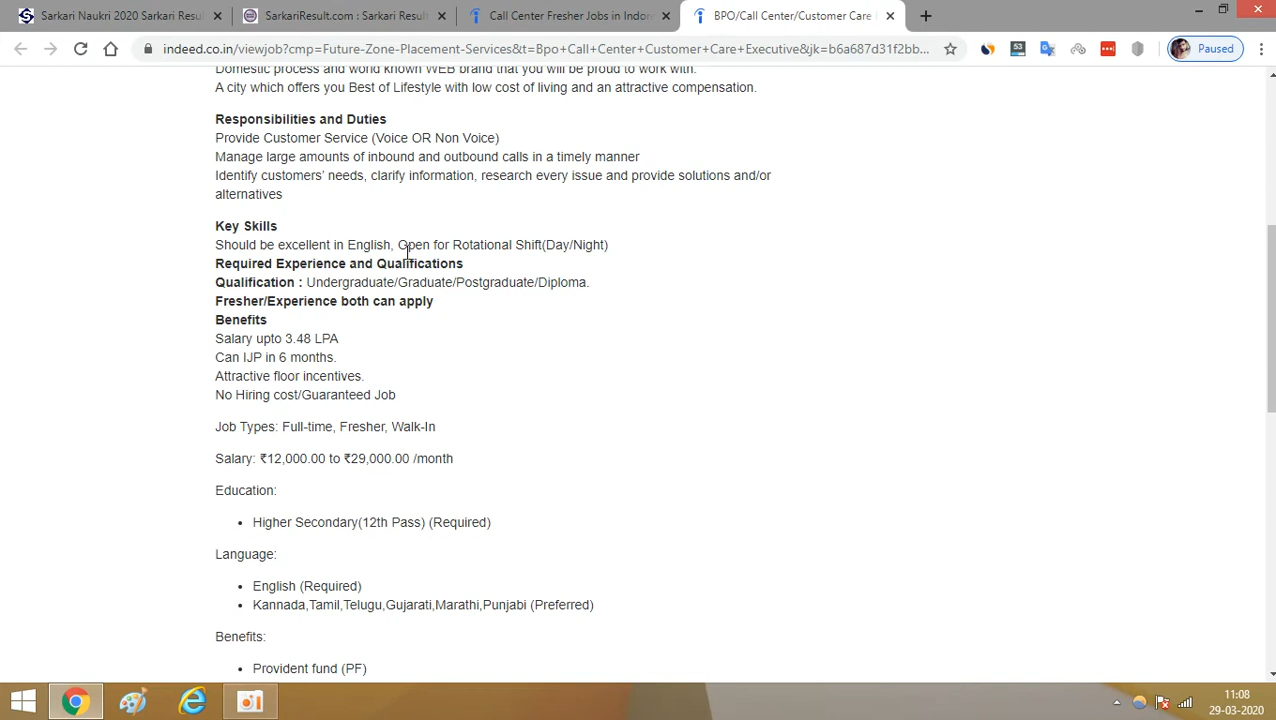 Sarkari Naukri 2020 Sarkari Resul
SarkariResult.com : Sarkari Result
Call Center Fresher Jobs in Indor
BPO/Call Center/Customer Care
indeed.co.in/viewjob?cmp=Future-Zone-Placement-Services&t=Bpo+Call+Center+Customer+Care+Executive&jk=b6a687d31f2bb...
53
Paused
Domestic process and world known WEB brand that you will be proud to work with.
A city which offers you Best of Lifestyle with low cost of living and an attractive compensation.
Responsibilities and Duties
Provide Customer Service (Voice OR Non Voice)
Manage large amounts of inbound and outbound calls in a timely manner
Identify customers' needs, clarify information, research every issue and provide solutions and/or
alternatives
Key Skills
Should be excellent in English, Open for Rotational Shift(Day/Night)
Required Experience and Qualifications
Qualification : Undergraduate/Graduate/Postgraduate/Diploma.
Fresher/Experience both can apply
Benefits
Salary upto 3.48 LPA
Can IJP in 6 months.
Attractive floor incentives.
No Hiring cost/Guaranteed Job
Job Types: Full-time, Fresher, Walk-In
Salary: ₹12,000.00 to ₹29,000.00 /month
Education:
• Higher Secondary(12th Pass) (Required)
Language:
• English (Required)
• Kannada,Tamil,Telugu,Gujarati,Marathi,Punjabi (Preferred)
Benefits:
• Provident fund (PF)
11:08
29-03-2020